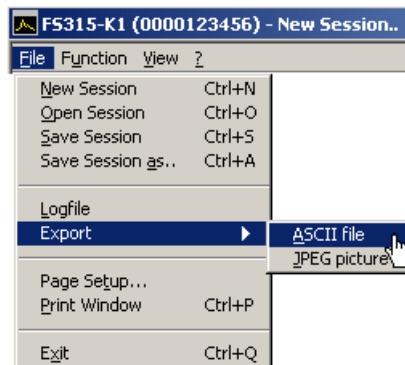 FS315-K1 (0000123456) - New Session..
File Function View ?
New Session Ctrl+N
Open Session Ctrl+O
Save Session Ctrl+S
Save Session as.. Ctrl+A
Logfile
Export
ASCII file
JPEG picture
Page Setup...
Print Window Ctrl+P
Exit Ctrl+Q